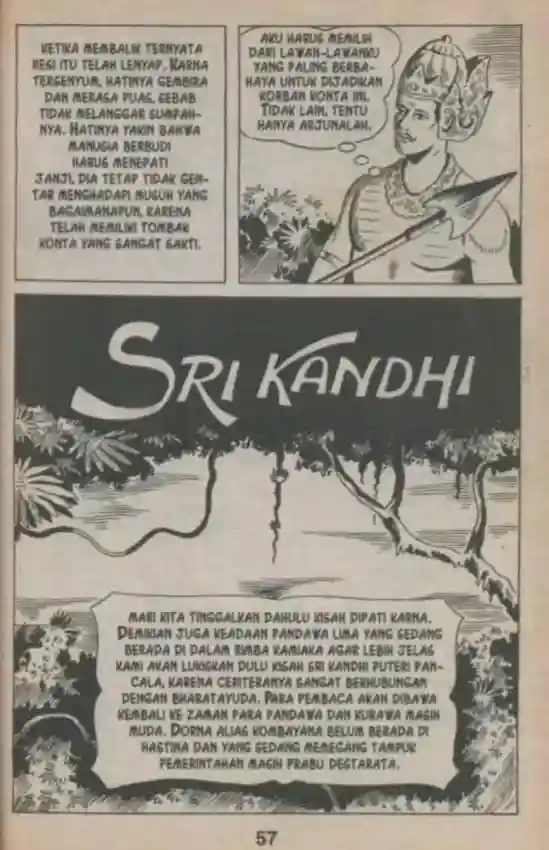 KETIKA MEMBALIK TERNYATA
RESI ITU TELAH LENYAP. KARNA
TERSENYUM, HATINYA GEMBIRA
DAN MERASA PUAS, SEBAB
TIDAK MELANGGAR SUMPAH-
NYA. HATINYA YAKIN BAHWA
MANUSIA BERBUDI
HARUS MENEPATI
JANJI, DIA TETAP TIDAK GEN-
TAR MENGHADAPI MUSUH YANG
BAGAIMANAPUN, KARENA
TELAH MEMILIKI TOMBAK
KONTA YANG SANGAT SAKTI.
AKU HARUS MEMILIH
DARI LAWAN-LAWANKU
YANG PALING BERBA-
HAYA UNTUK DIJADIKAN
KORBAN KONTA INI.
TIDAK LAIN, TENTU
HANYA ARJUNALAH.
SRI KANDHI
MARI KITA TINGGALKAN DAHULU KISAH DIPATI KARNA.
DEMIKIAN JUGA KEADAAN PANDAWA LIMA YANG SEDANG
BERADA DI DALAM RIMBA KAMIAKA AGAR LEBIH JELAS
KAMI AKAN LUKISKAN DULU KISAH SRI KANDHI PUTERI PAN-
CALA, KARENA CERITERANYA SANGAT BERHUBUNGAN
DENGAN BHARATAYUDA. PARA PEMBACA AKAN DIBAWA
KEMBALI KE ZAMAN PARA PANDAWA DAN KURAWA MASIH
MUDA. DORNA ALIAS KOMBAYANA BELUM BERADA DI
HASTINA DAN YANG SEDANG MEMEGANG TAMPUK
PEMERINTAHAN MASIH PRABU DESTARATA.
57